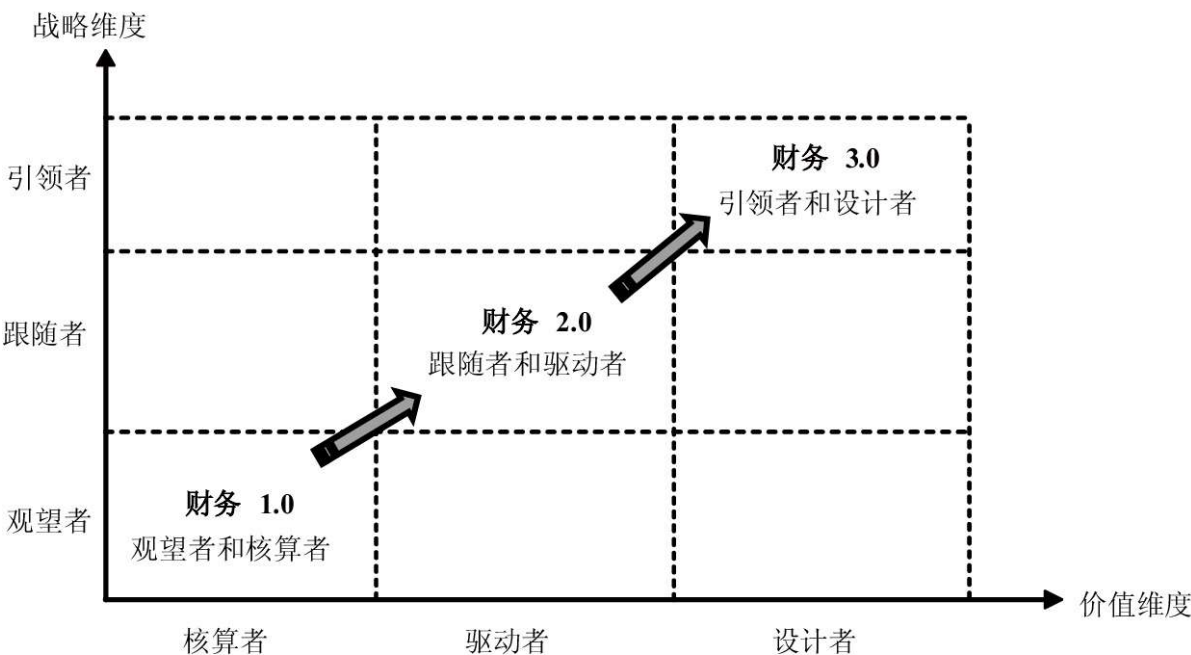 战略维度
引领者
财务 3.0
引领者和设计者
跟随者
财务 2.0
跟随者和驱动者
观望者
财务 1.0
观望者和核算者
价值维度
核算者
驱动者
设计者